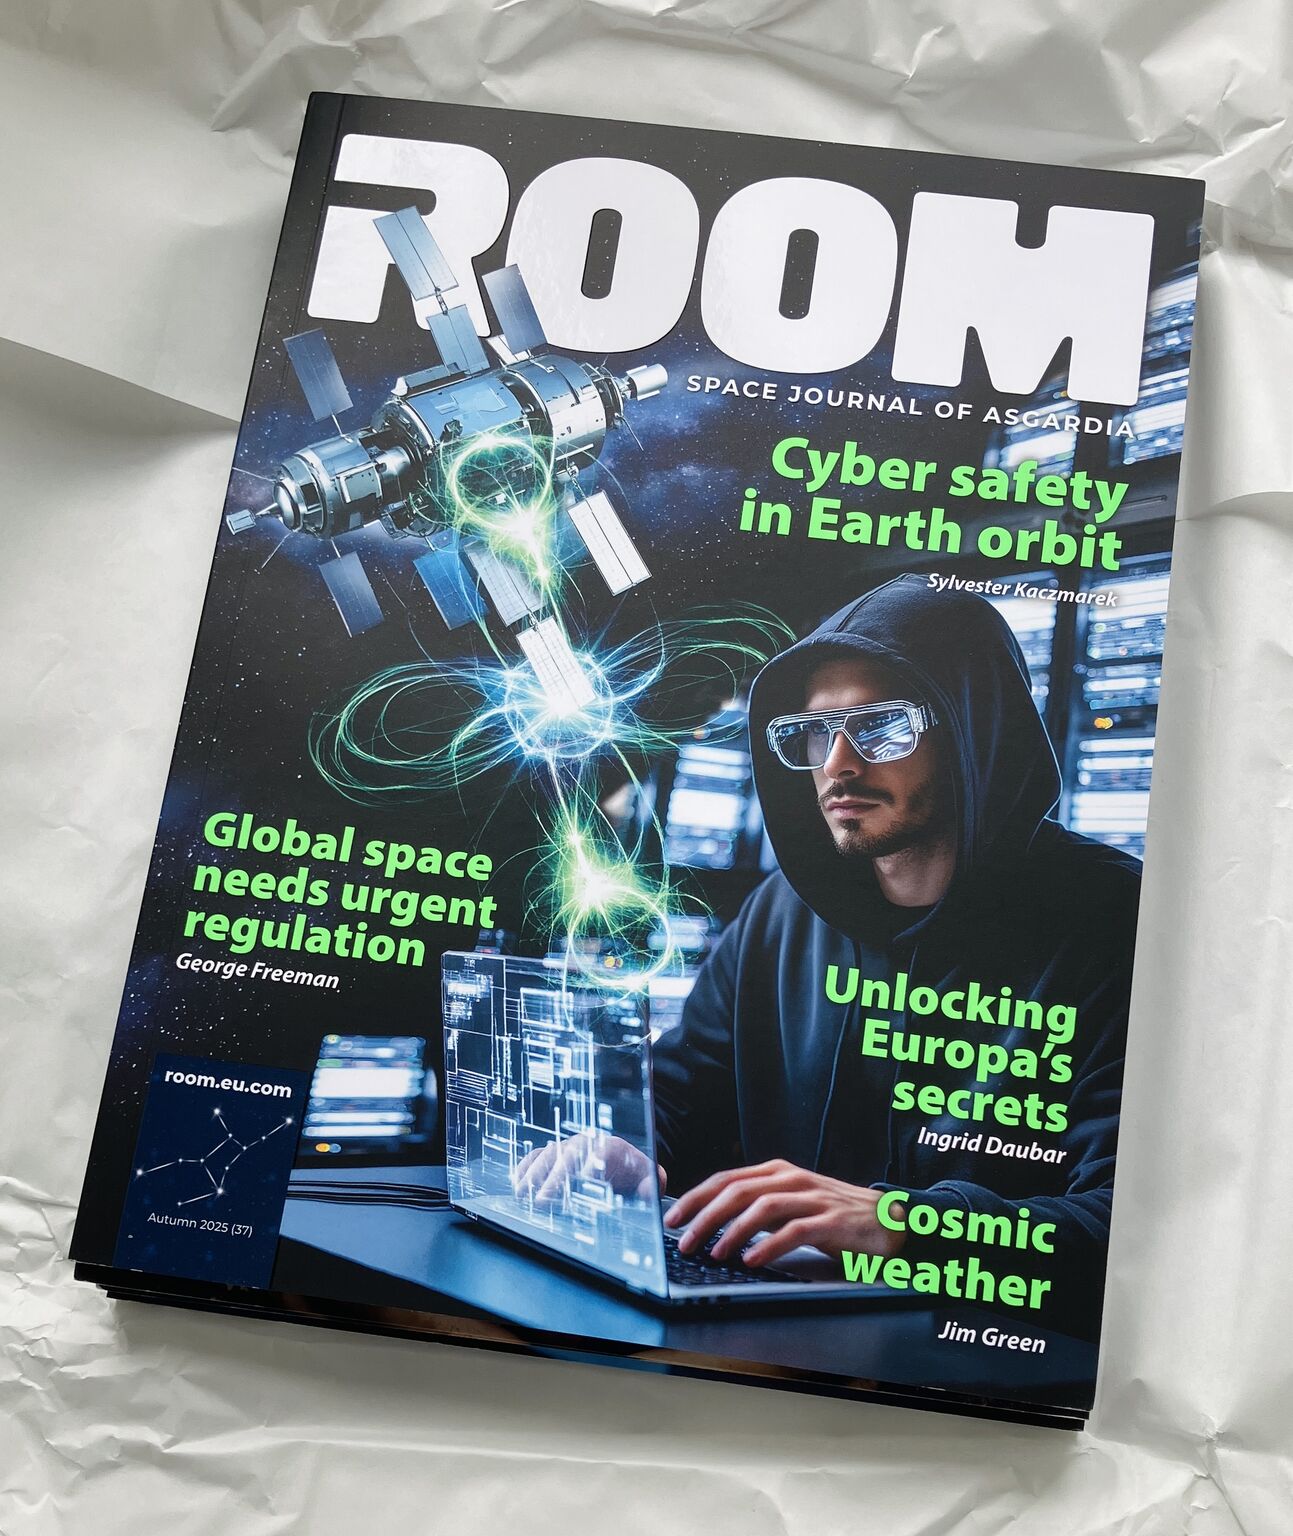 ROOM
SPACE JOURNAL OF ASGARDIA
Cyber safety
in Earth orbit
Sylvester Kaczmarek
Global space
needs urgent
regulation
George Freeman
Unlocking
Europa's
secrets
Ingrid Daubar
Cosmic
weather
Jim Green
room.eu.com
Autumn 2025 (37)